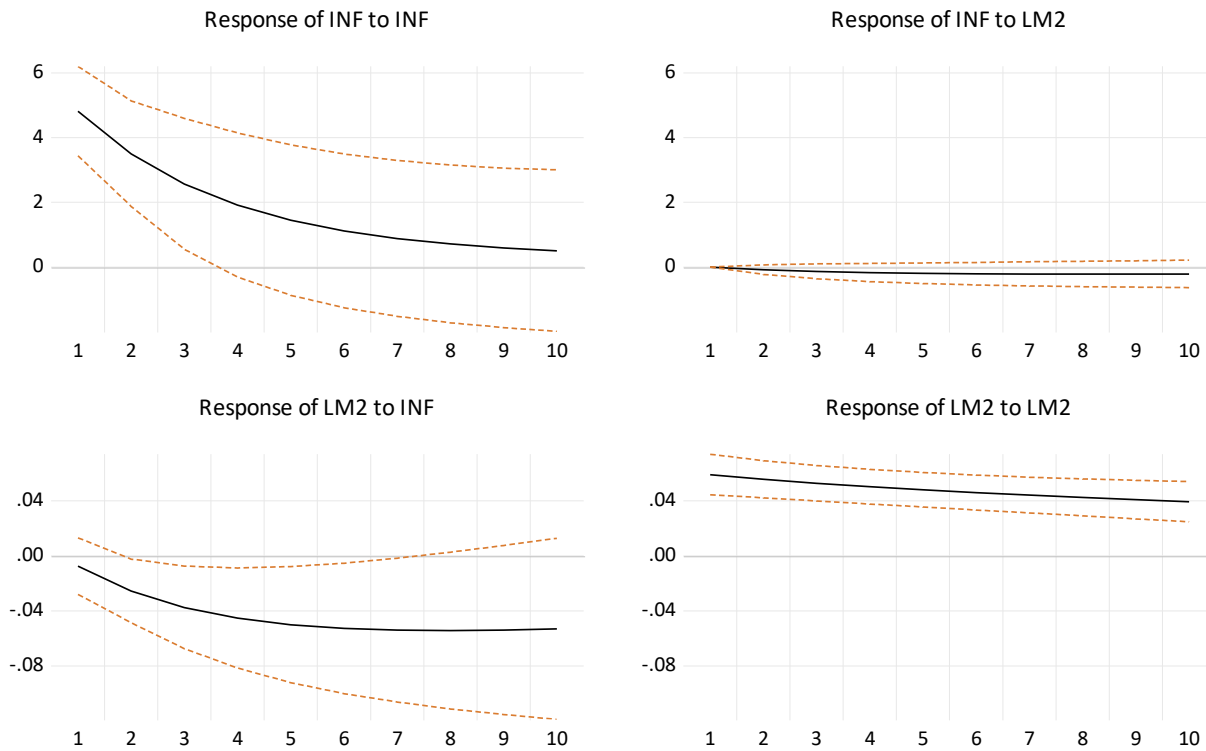 Response of INF to INF
6
4
2
0
1 2 3 4 5 6 7 8 9 10
Response of INF to LM2
6
4
2
0
1 2 3 4 5 6 7 8 9 10
Response of LM2 to INF
.04
.00
-.04
-.08
1 2 3 4 5 6 7 8 9 10
Response of LM2 to LM2
.04
.00
-.04
-.08
1 2 3 4 5 6 7 8 9 10